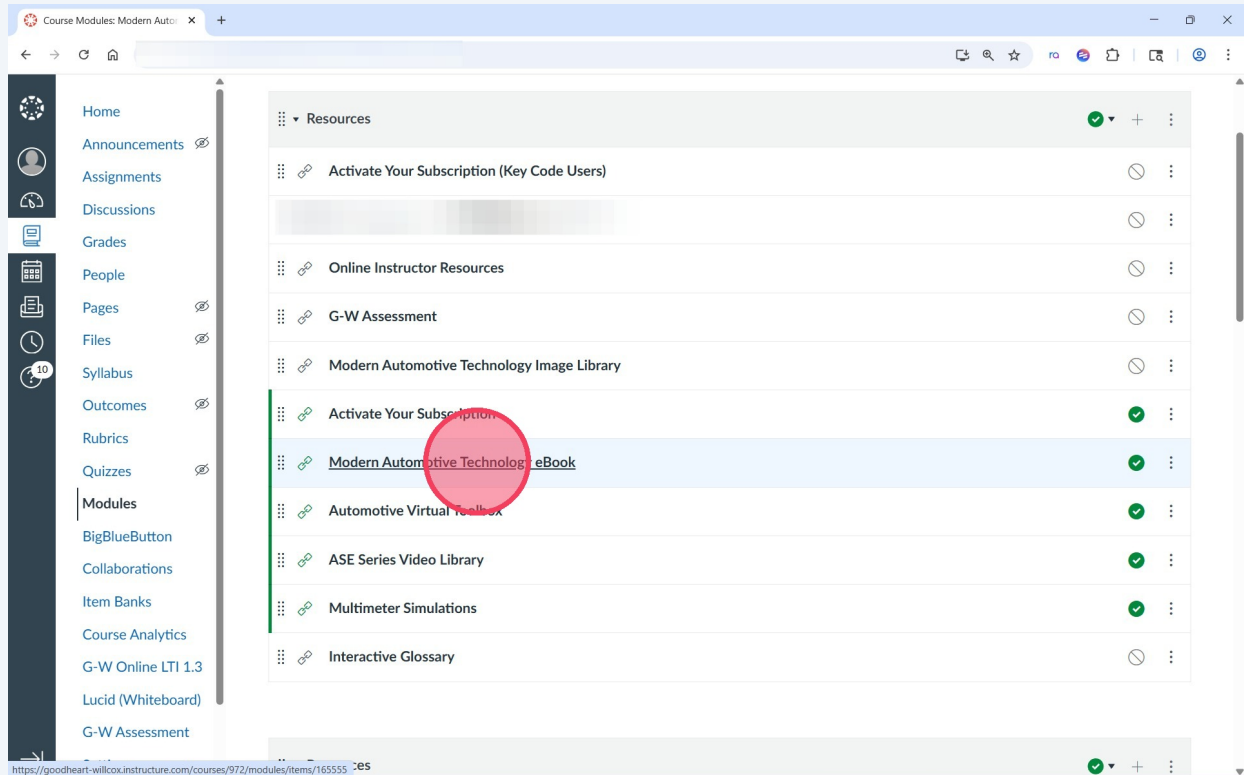 Course Modules: Modern Autor
Home
Announcements
Assignments
Discussions
Grades
People
Pages
Files
Syllabus
Outcomes
Rubrics
Quizzes
Modules
BigBlueButton
Collaborations
Item Banks
Course Analytics
G-W Online LTI 1.3
Lucid (Whiteboard)
G-W Assessment
10
Resources
Activate Your Subscription (Key Code Users)
Online Instructor Resources
G-W Assessment
Modern Automotive Technology Image Library
Activate Your Subscription
Modern Automotive Technology eBook
Automotive Virtual Toolbox
ASE Series Video Library
Multimeter Simulations
Interactive Glossary
https://goodheart-willcox.instructure.com/courses/972/modules/items/165555